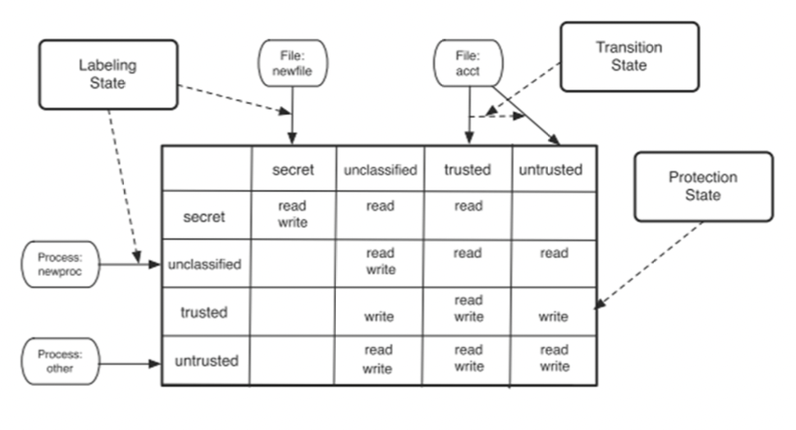 Labeling
State
File:
newfile
File:
acct
Transition
State
secret unclassified trusted untrusted
Protection
State
secret read write read read
Process:
newproc
unclassified read write read read
trusted write read write write
Process:
other
untrusted read write read write read write